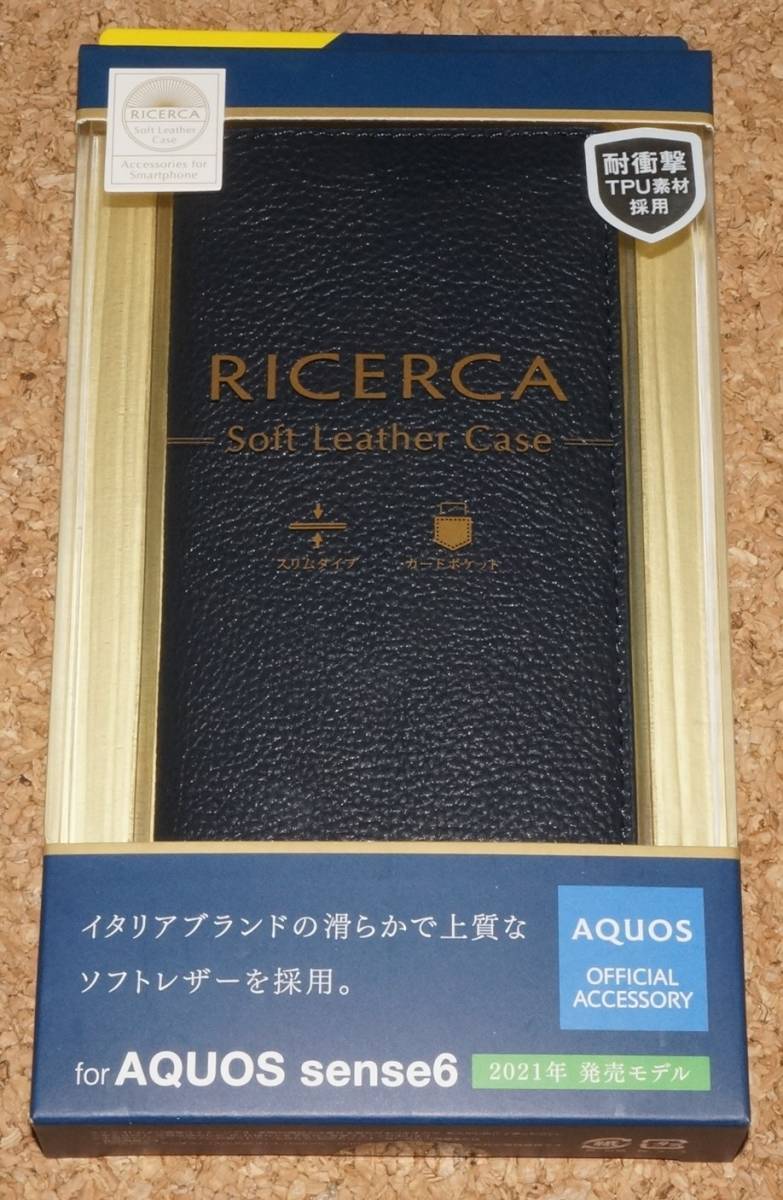 RICERCA
Soft Leather
Case
Accessories for
Smartphone
耐衝撃
TPU素材
採用
RICERCA
Soft Leather Case
スリムタイプ
カードポケット
イタリアブランドの滑らかで上質な
ソフトレザーを採用。
AQUOS
OFFICIAL
ACCESSORY
for AQUOS sense6
2021年 発売モデル